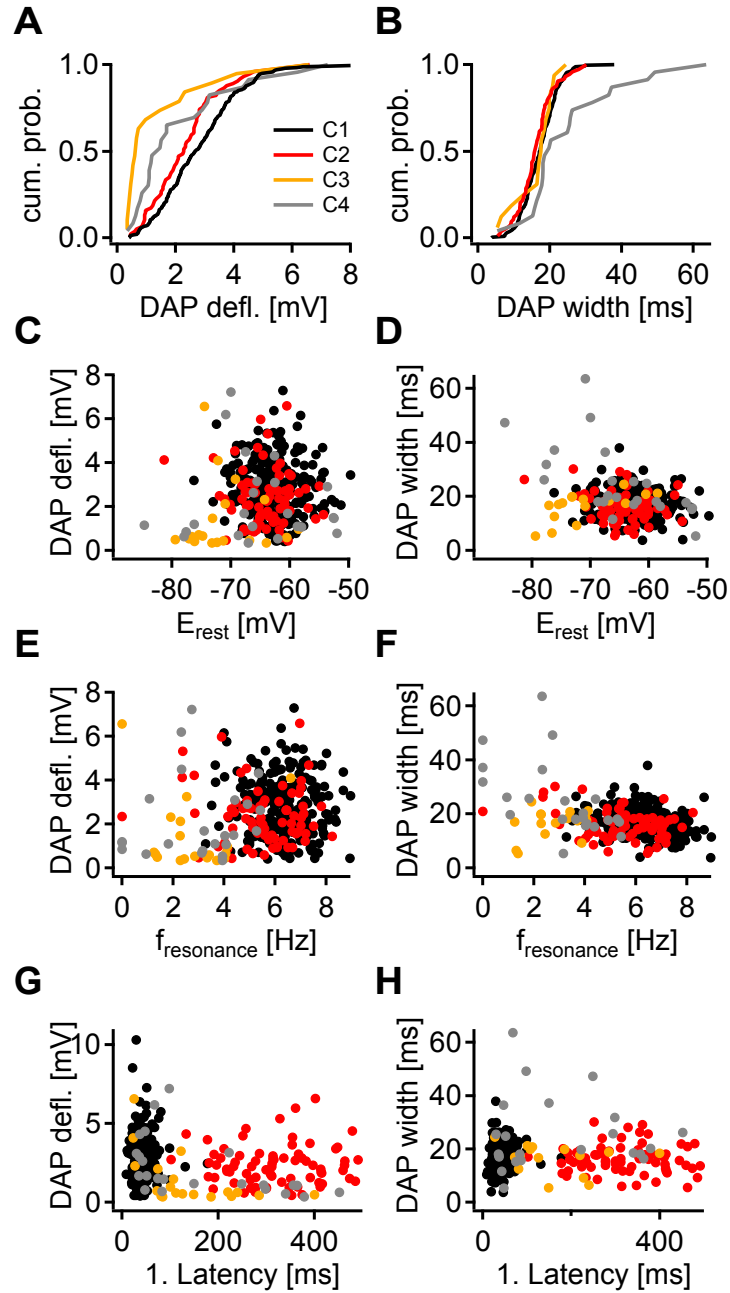 A
B
1.0
0.5
0.0
cum. prob.
0
2
4
6
8
DAP defl. [mV]
C1
C2
C3
C4
1.0
0.5
0.0
cum. prob.
0
20
40
60
DAP width [ms]
C
D
8
6
4
2
0
DAP defl. [mV]
-80
-70
-60
-50
E_rest [mV]
60
40
20
0
DAP width [ms]
-80
-70
-60
-50
E_rest [mV]
E
F
8
6
4
2
0
DAP defl. [mV]
0
2
4
6
8
f_resonance [Hz]
60
40
20
0
DAP width [ms]
0
2
4
6
8
f_resonance [Hz]
G
H
10
5
0
DAP defl. [mV]
0
200
400
1. Latency [ms]
60
40
20
0
DAP width [ms]
0
400
1. Latency [ms]